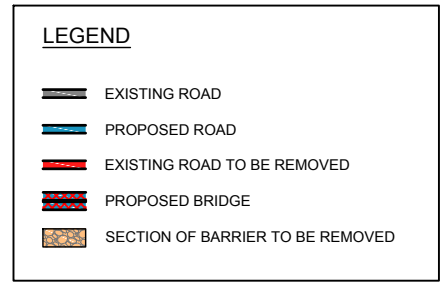 LEGEND
EXISTING ROAD
PROPOSED ROAD
EXISTING ROAD TO BE REMOVED
PROPOSED BRIDGE
SECTION OF BARRIER TO BE REMOVED